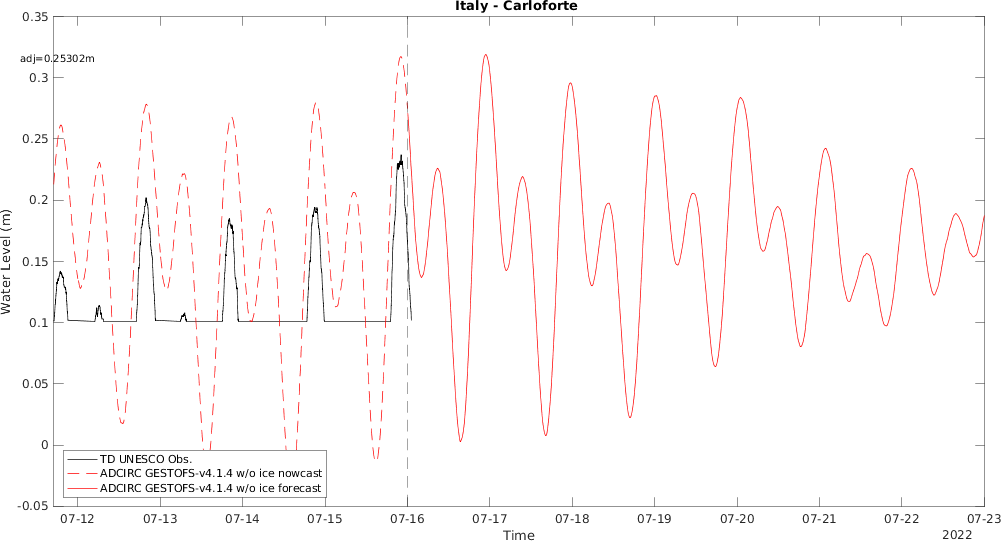 Italy - Carloforte
adj=0.25302m
0.35
0.3
0.25
0.2
0.15
0.1
0.05
0
-0.05
Water Level (m)
TD UNESCO Obs.
ADCIRC GESTOFS-v4.1.4 w/o ice nowcast
ADCIRC GESTOFS-v4.1.4 w/o ice forecast
07-12 07-13 07-14 07-15 07-16 07-17 07-18 07-19 07-20 07-21 07-22 07-23
Time
2022